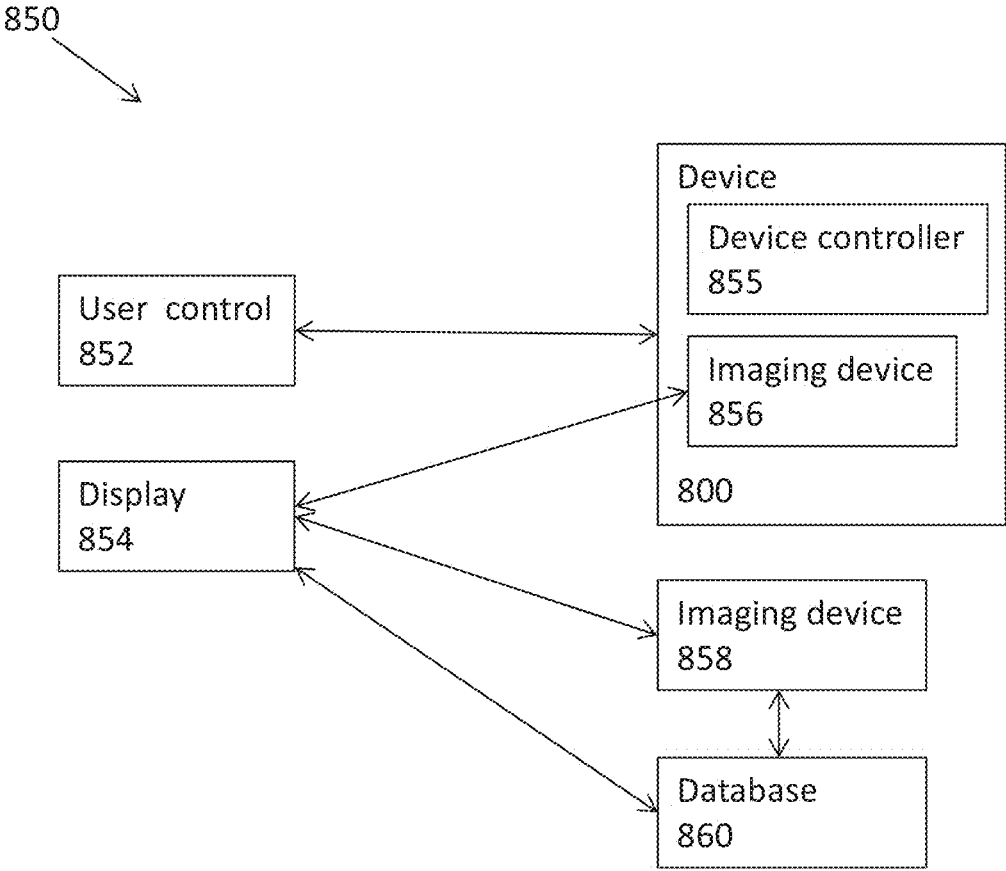 850
Device
Device controller
855
User control
852
Imaging device
856
Display
854
800
Imaging device
858
Database
860